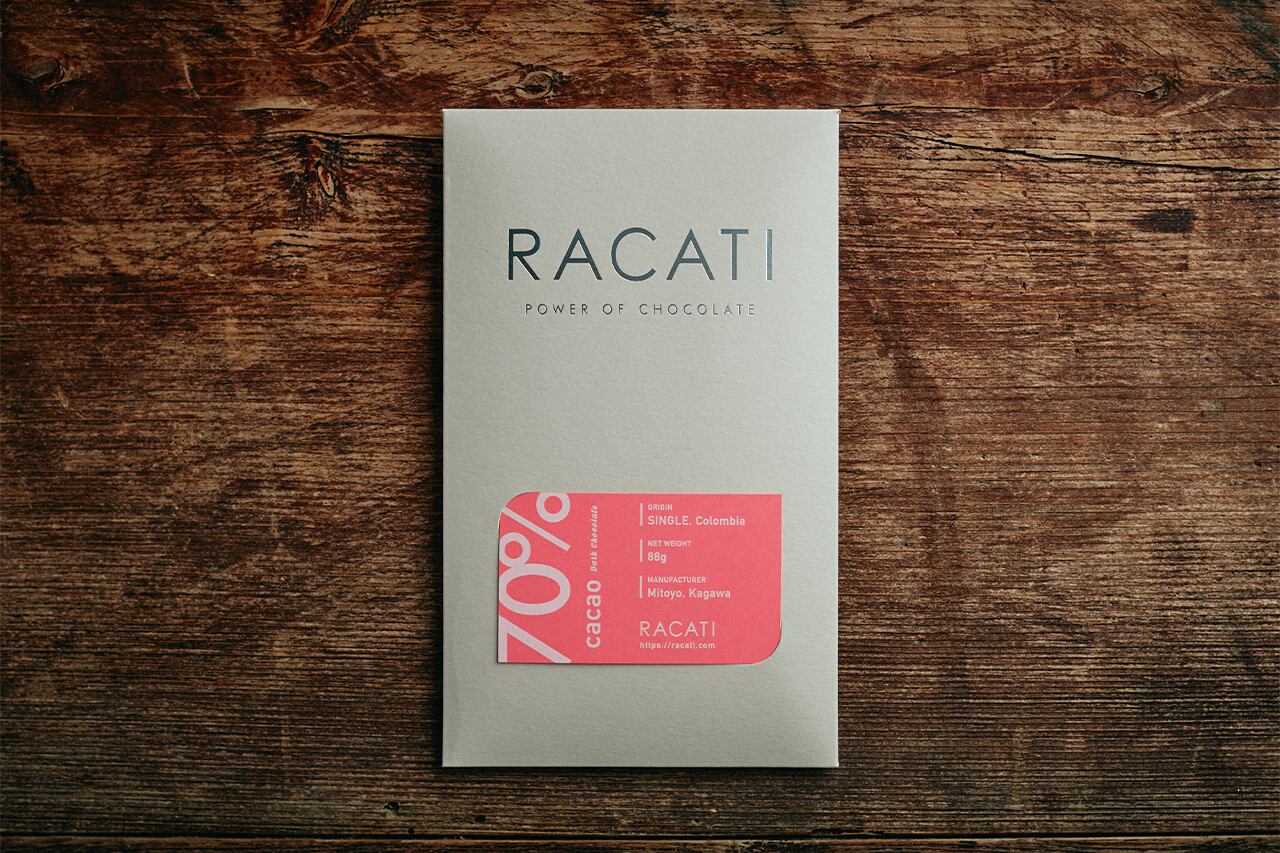 RACATI
POWER OF CHOCOLATE
70%
cacao Dark Chocolate
ORIGIN
SINGLE, Colombia
NET WEIGHT
88g
MANUFACTURER
Mitoyo, Kagawa
RACATI
https://racati.com